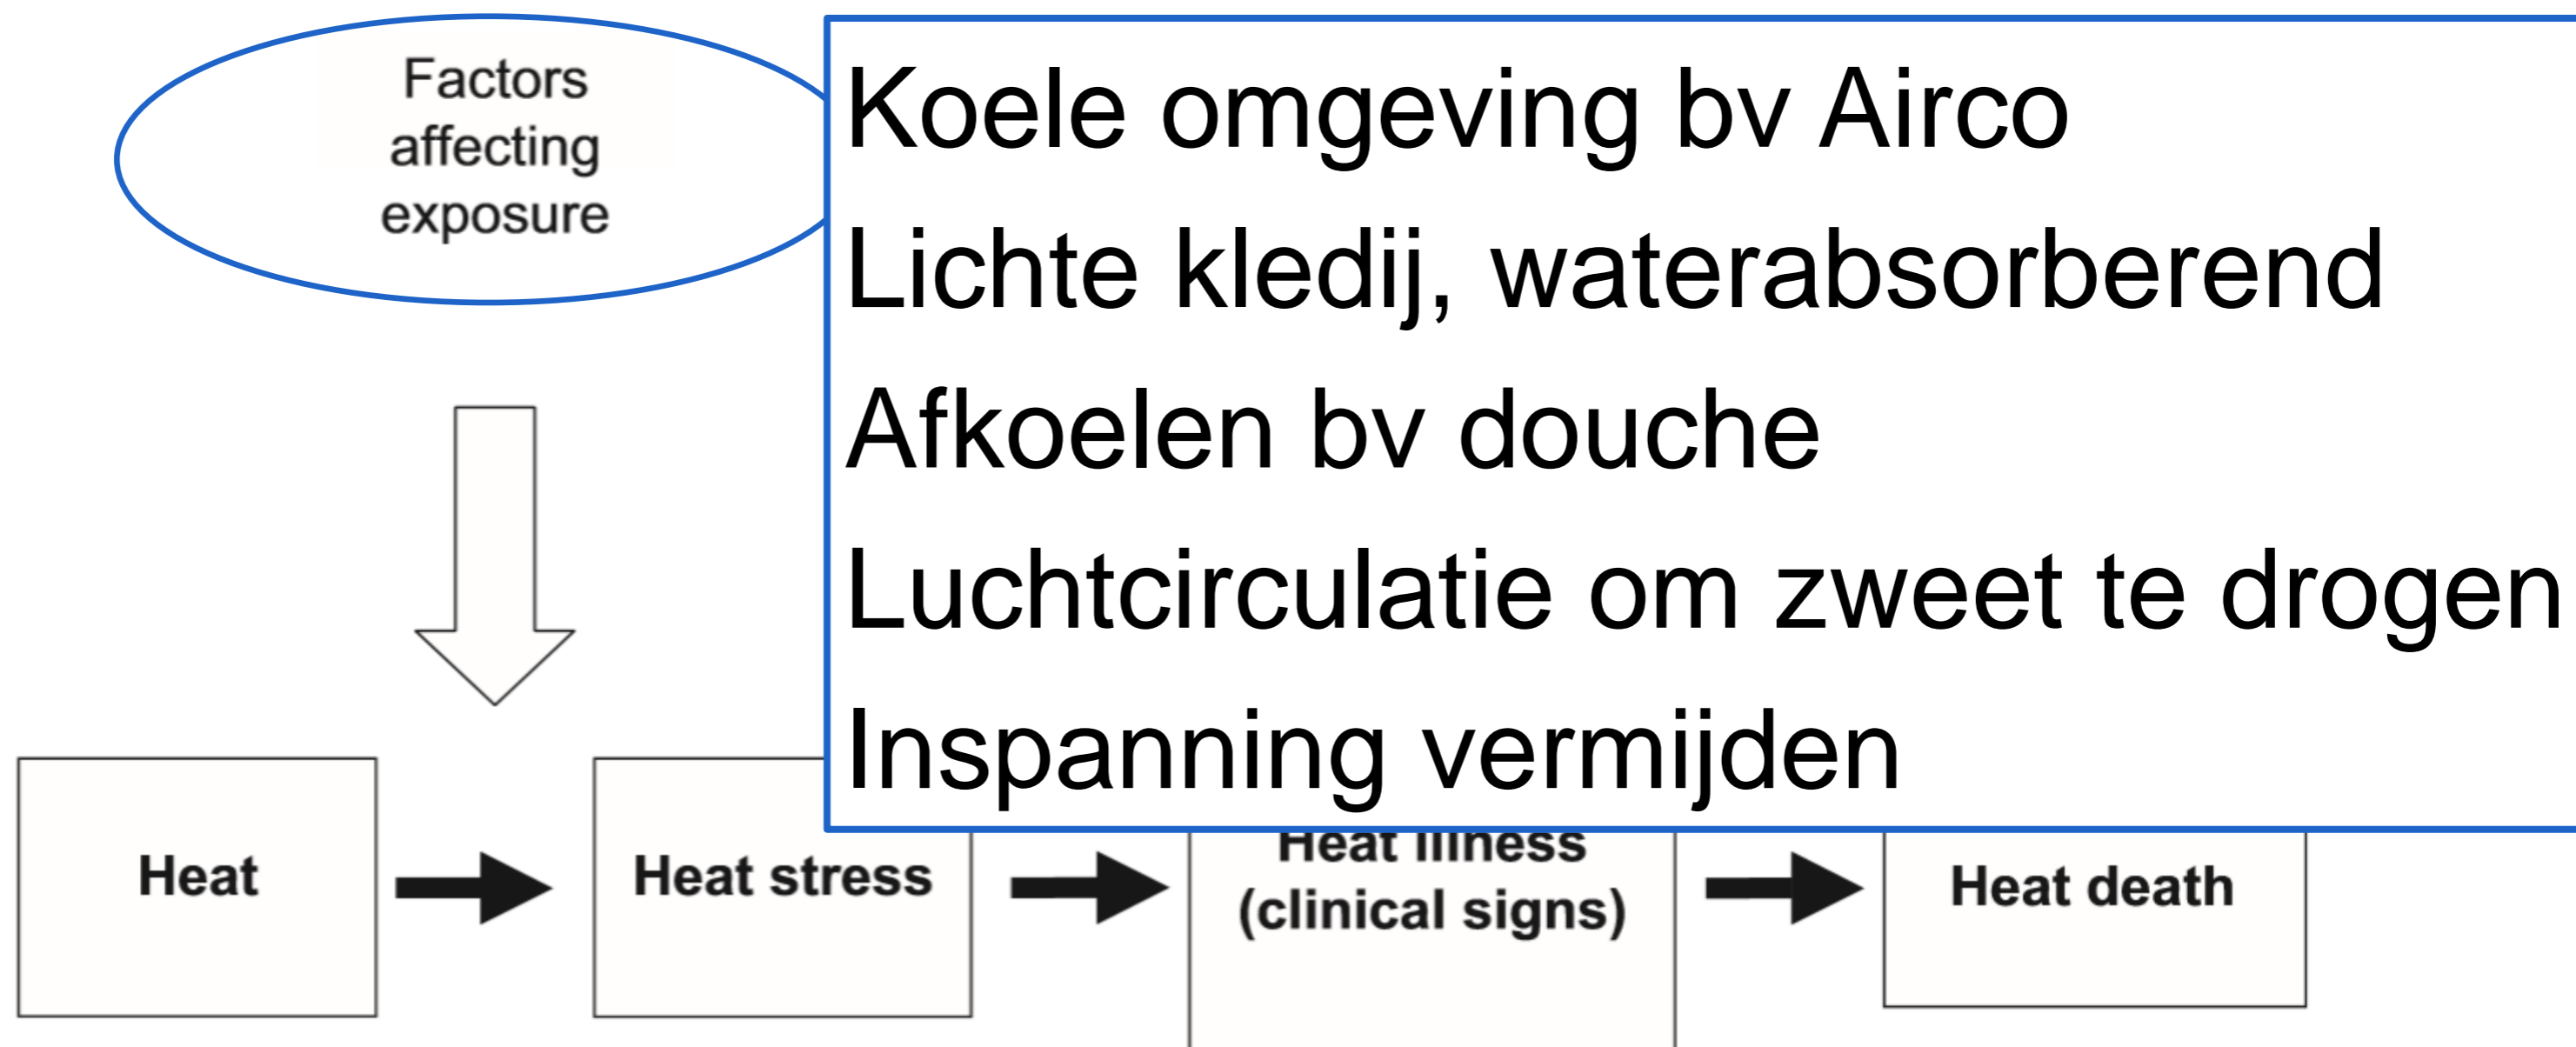 Factors
affecting
exposure
Koele omgeving bv Airco
Lichte kledij, waterabsorberend
Afkoelen bv douche
Luchtcirculatie om zweet te drogen
Inspanning vermijden
Heat
Heat stress
Heat illness
(clinical signs)
Heat death